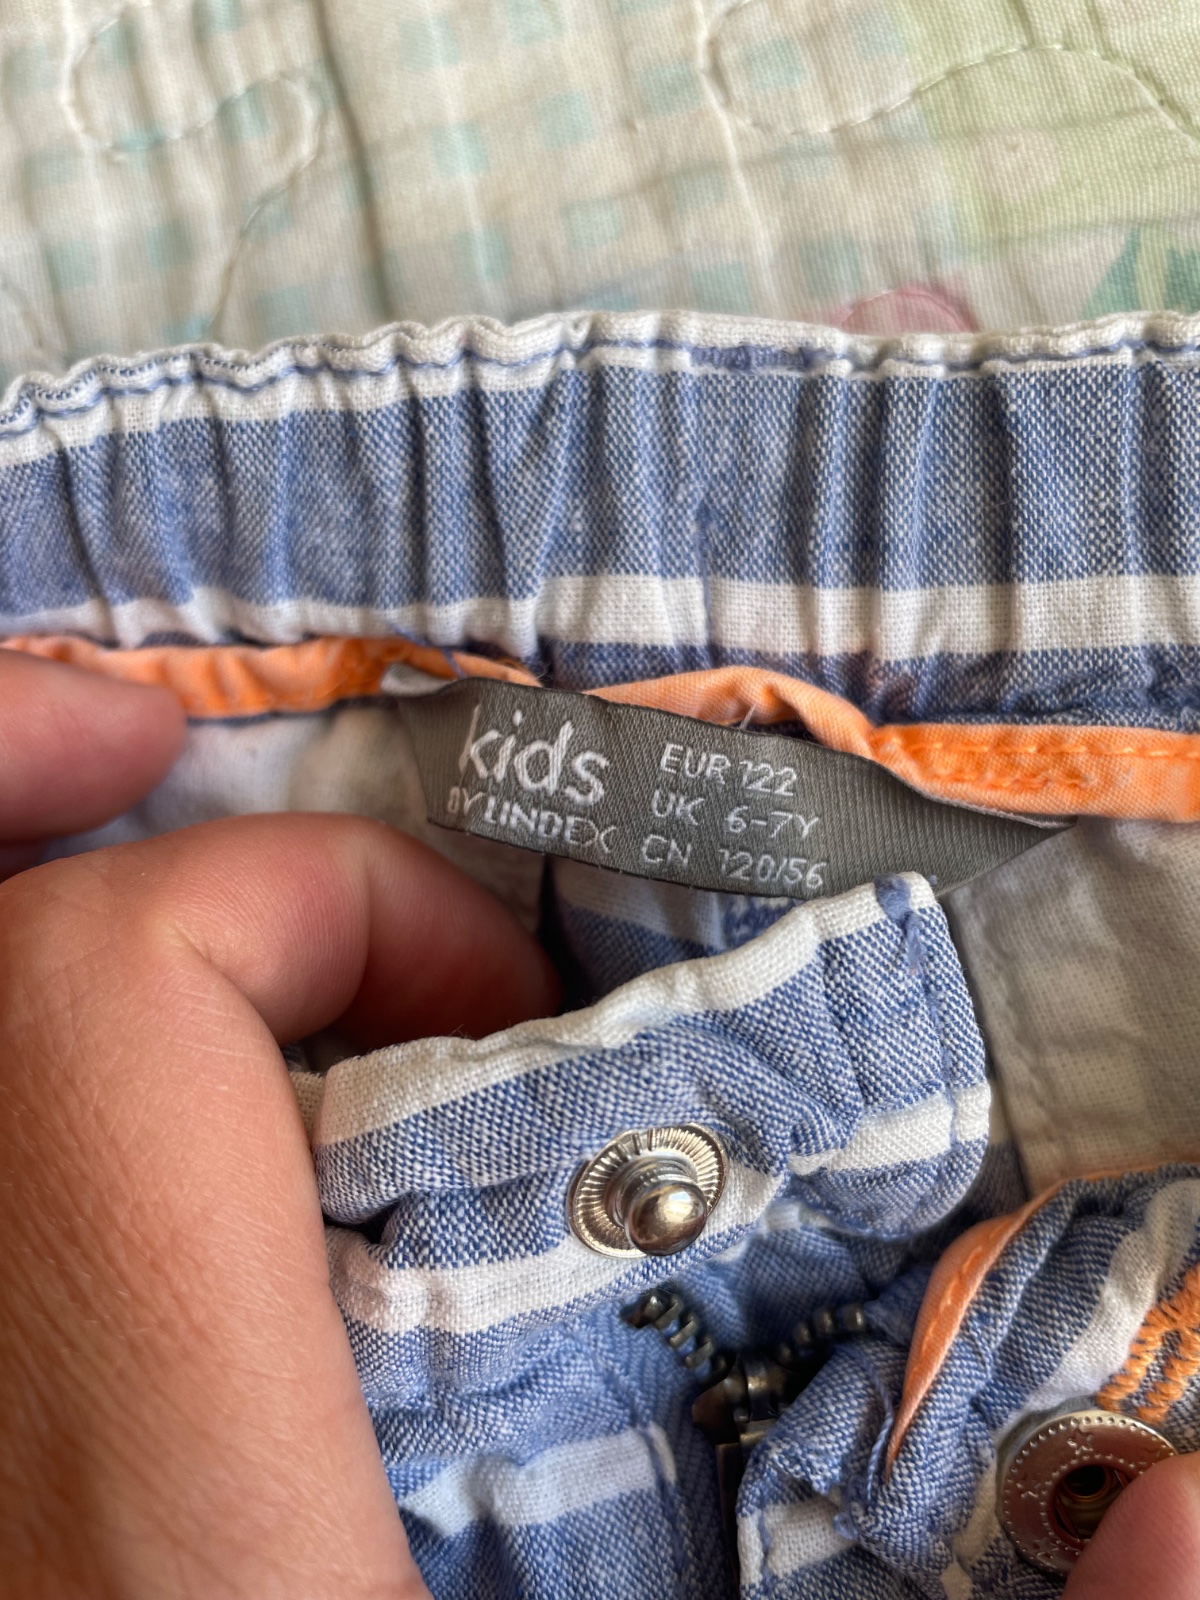 kids
BY LINDEX
EUR 122
UK 6-7Y
CN 120/56